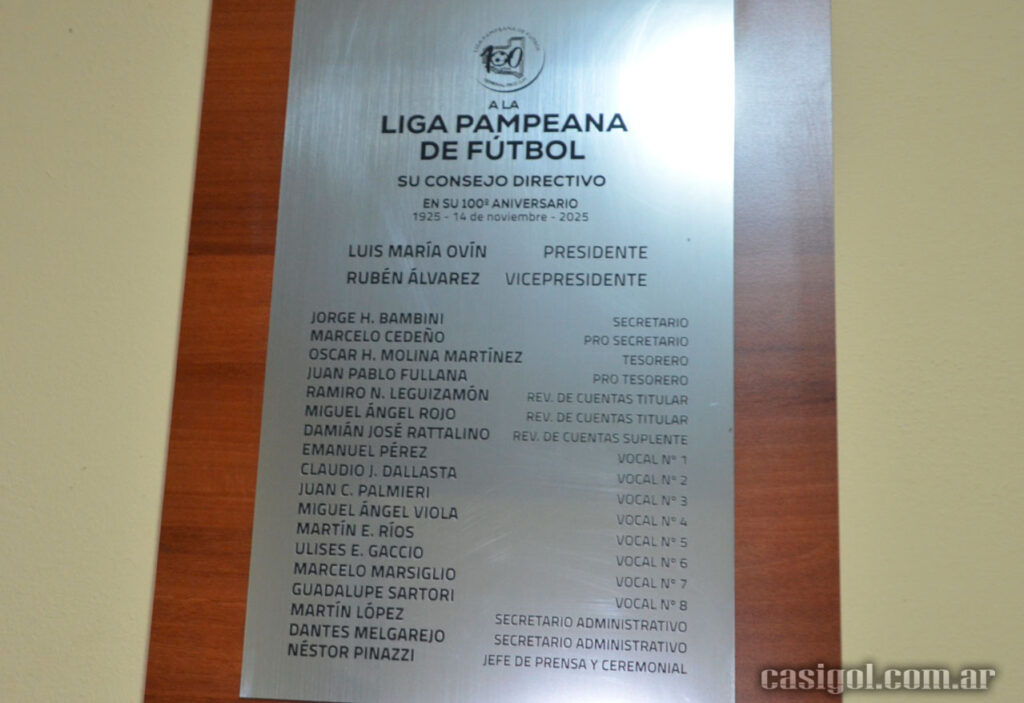 LIGA PAMPEANA DE FUTBOL
100
A LA
LIGA PAMPEANA
DE FÚTBOL
SU CONSEJO DIRECTIVO
EN SU 100º ANIVERSARIO
1925 - 14 de noviembre - 2025
LUIS MARÍA OVÍN PRESIDENTE
RUBÉN ÁLVAREZ VICEPRESIDENTE
JORGE H. BAMBINI SECRETARIO
MARCELO CEDEÑO PRO SECRETARIO
OSCAR H. MOLINA MARTÍNEZ TESORERO
JUAN PABLO FULLANA PRO TESORERO
RAMIRO N. LEGUIZAMÓN REV. DE CUENTAS TITULAR
MIGUEL ÁNGEL ROJO REV. DE CUENTAS TITULAR
DAMIÁN JOSÉ RATTALINO REV. DE CUENTAS SUPLENTE
EMANUEL PÉREZ VOCAL Nº 1
CLAUDIO J. DALLASTA VOCAL Nº 2
JUAN C. PALMIERI VOCAL Nº 3
MIGUEL ÁNGEL VIOLA VOCAL Nº 4
MARTÍN E. RÍOS VOCAL Nº 5
ULISES E. GACCIO VOCAL Nº 6
MARCELO MARSIGLIO VOCAL Nº 7
GUADALUPE SARTORI VOCAL Nº 8
MARTÍN LÓPEZ SECRETARIO ADMINISTRATIVO
DANTES MELGAREJO SECRETARIO ADMINISTRATIVO
NÉSTOR PINAZZI JEFE DE PRENSA Y CEREMONIAL
casigol.com.ar